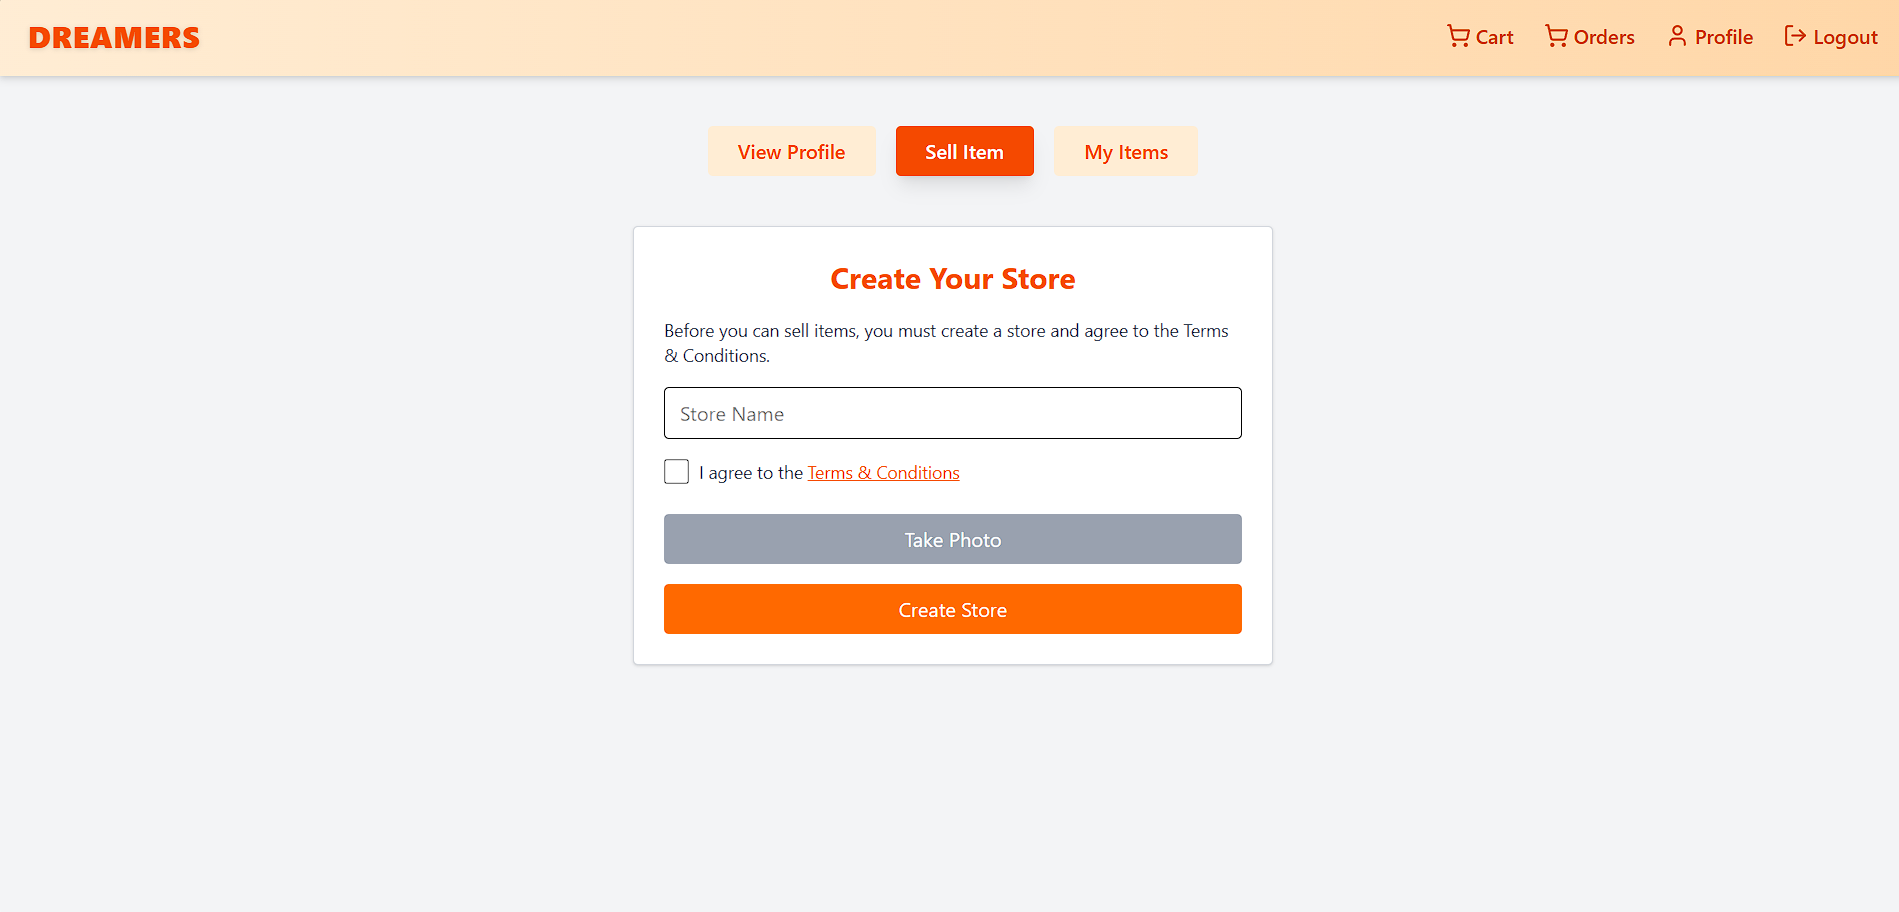 DREAMERS
Cart
Orders
Profile
Logout
View Profile
Sell Item
My Items
Create Your Store
Before you can sell items, you must create a store and agree to the Terms
& Conditions.
Store Name
I agree to the Terms & Conditions
Take Photo
Create Store